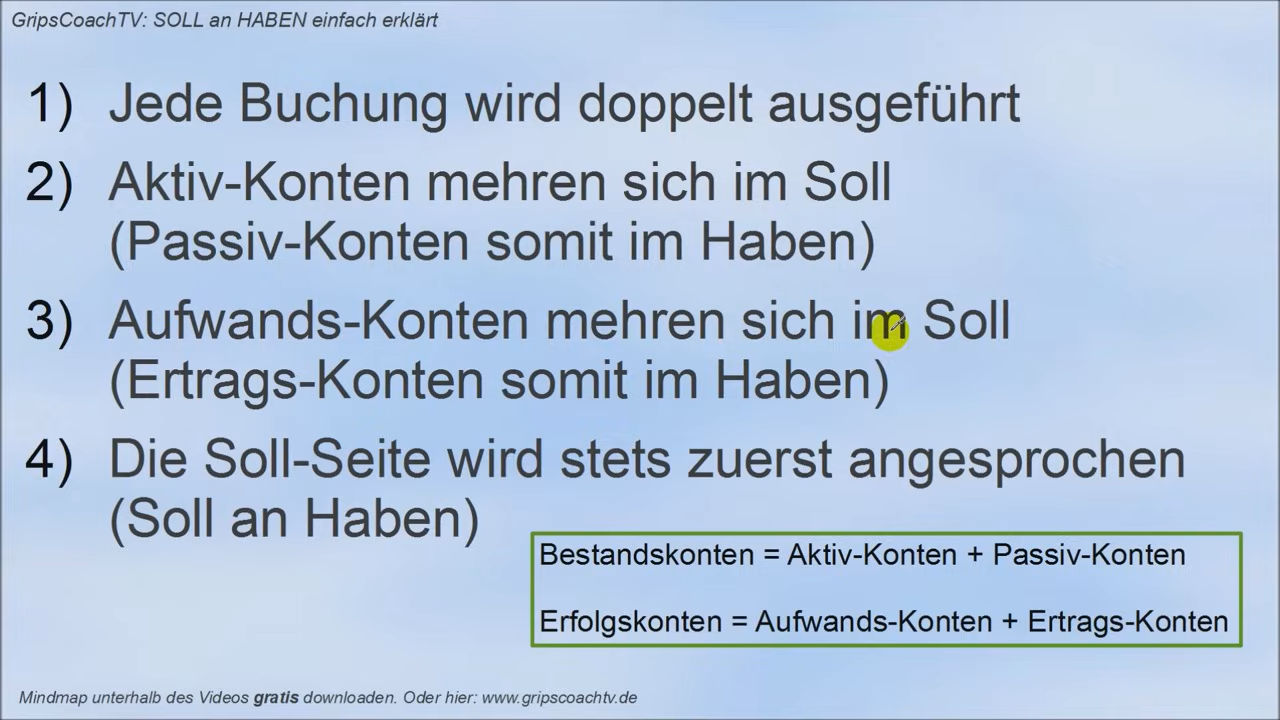 GripsCoachTV: SOLL an HABEN einfach erklärt
1) Jede Buchung wird doppelt ausgeführt
2) Aktiv-Konten mehren sich im Soll
(Passiv-Konten somit im Haben)
3) Aufwands-Konten mehren sich im Soll
(Ertrags-Konten somit im Haben)
4) Die Soll-Seite wird stets zuerst angesprochen
(Soll an Haben)
Bestandskonten = Aktiv-Konten + Passiv-Konten
Erfolgskonten = Aufwands-Konten + Ertrags-Konten
Mindmap unterhalb des Videos gratis downloaden. Oder hier: www.gripscoachtv.de